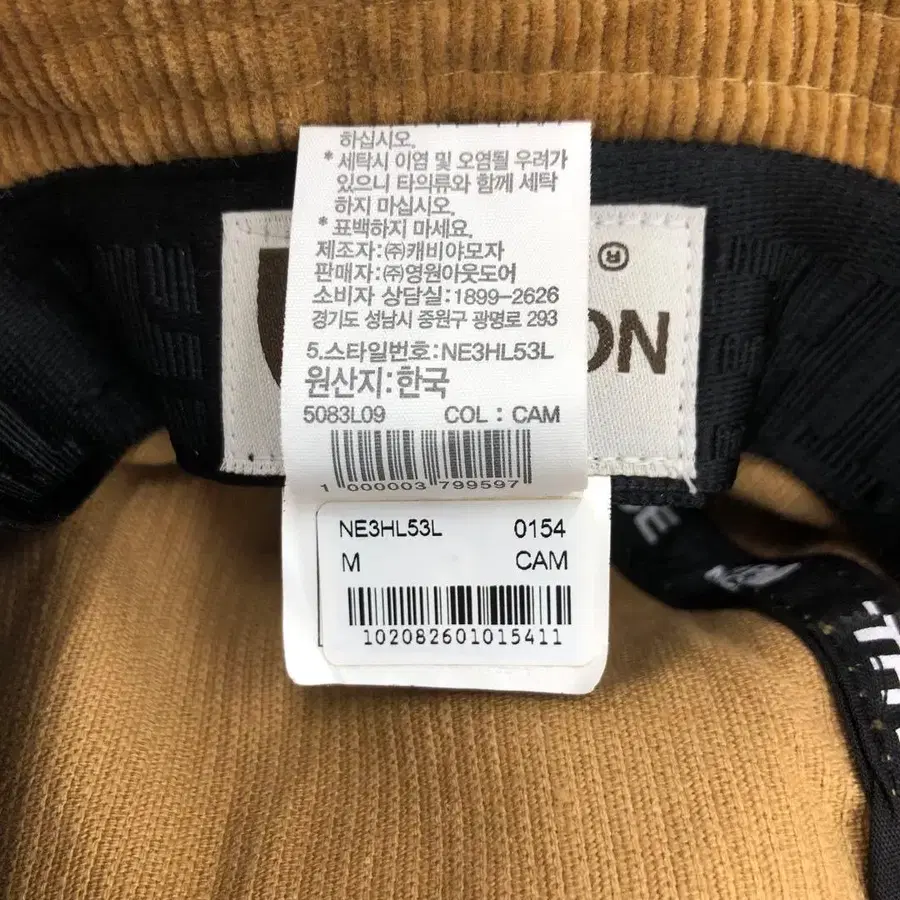 하십시오.
* 세탁시 이염 및 오염될 우려가
있으니 타의류와 함께 세탁
하지 마십시오.
* 표백하지 마세요.
제조자:㈜캐비야모자
판매자:㈜영원아웃도어
소비자 상담실:1899-2626
경기도 성남시 중원구 광명로 293
5.스타일번호:NE3HL53L
원산지:한국
5083L09 COL : CAM
1 000003 799597
®
ON
NE3HL53L 0154
M CAM
102082601015411